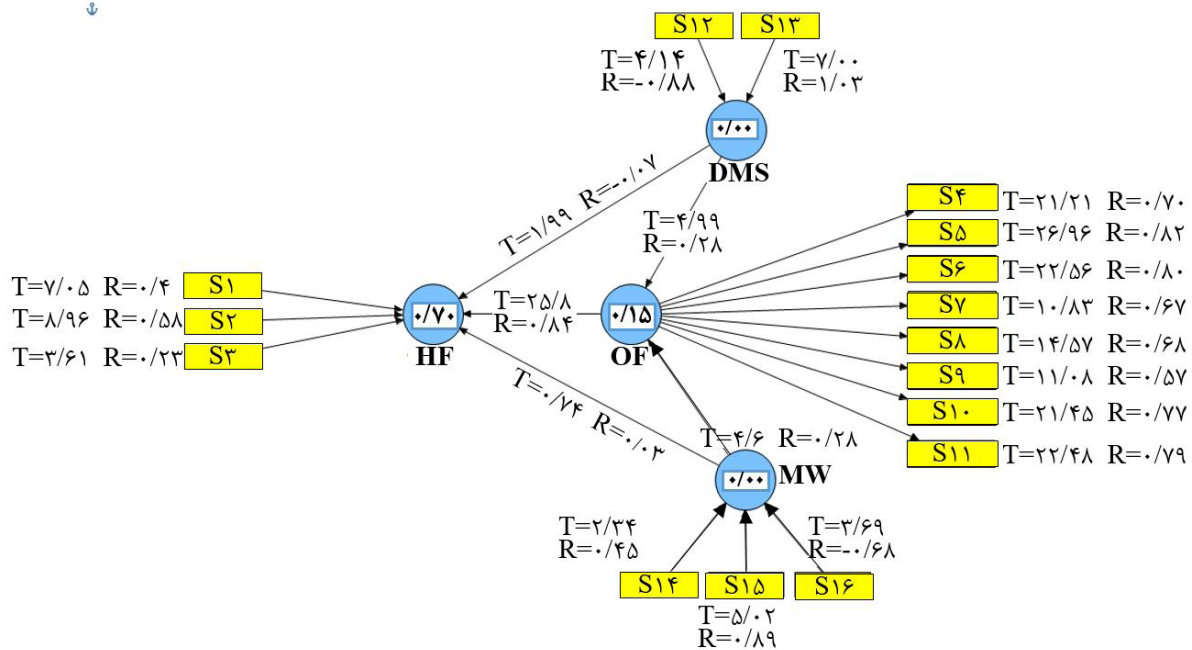 S۱۲ S۱۳
T=۴/۱۴ T=۷/۰۰
R=-۰/۸۸ R=۱/۰۳
۰/۰۰
DMS
T=۱/۹۹ R=-۰/۰۷
T=۴/۹۹
R=۰/۲۸
S۴ T=۲۱/۲۱ R=۰/۷۰
S۵ T=۲۶/۹۶ R=۰/۸۲
S۶ T=۲۲/۵۶ R=۰/۸۰
S۷ T=۱۰/۸۳ R=۰/۶۷
S۸ T=۱۴/۵۷ R=۰/۶۸
S۹ T=۱۱/۰۸ R=۰/۵۷
S۱۰ T=۲۱/۴۵ R=۰/۷۷
S۱۱ T=۲۲/۴۸ R=۰/۷۹
T=۷/۰۵ R=۰/۴ S۱
T=۸/۹۶ R=۰/۵۸ S۲
T=۳/۶۱ R=۰/۲۳ S۳
۰/۷۰
HF
T=۲۵/۸
R=۰/۸۴
۰/۱۵
OF
T=۰/۷۴ R=۰/۰۳
T=۴/۶ R=۰/۲۸
۰/۰۰ MW
T=۲/۳۴ T=۳/۶۹
R=۰/۴۵ R=-۰/۶۸
S۱۴ S۱۵ S۱۶
T=۵/۰۲
R=۰/۸۹